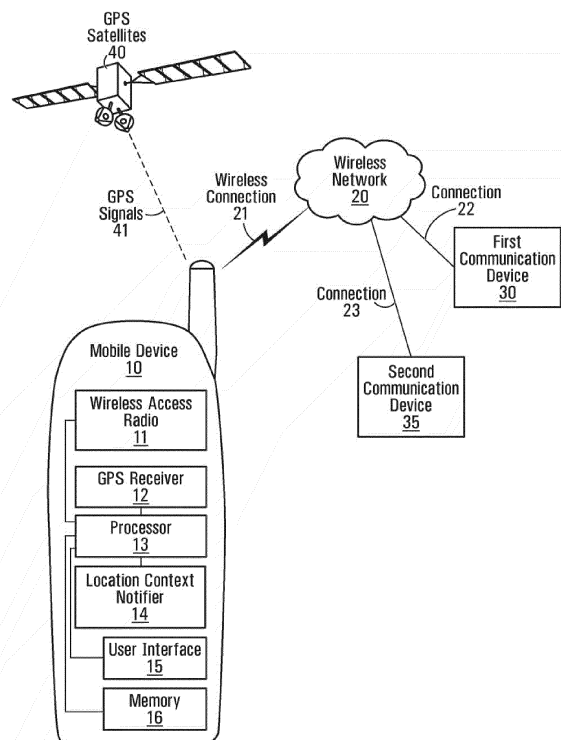 GPS
Satellites
40
GPS
Signals
41
Wireless
Connection
21
Wireless
Network
20
Connection
22
First
Communication
Device
30
Connection
23
Second
Communication
Device
35
Mobile Device
10
Wireless Access
Radio
11
GPS Receiver
12
Processor
13
Location Context
Notifier
14
User Interface
15
Memory
16